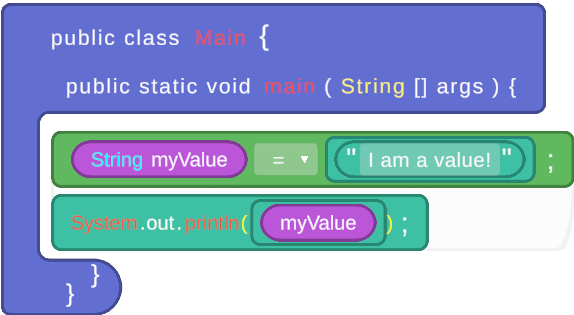 public class Main {
public static void main ( String [] args ) {
String myValue = ▾ " I am a value! " ;
System.out.println( myValue ) ;
}
}